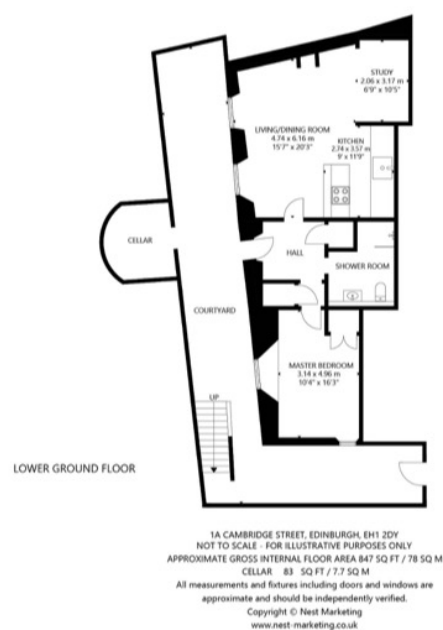 STUDY
2.06 x 3.17 m
6'9" x 10'5"
LIVING/DINING ROOM
4.74 x 6.16 m
15'7" x 20'3"
KITCHEN
2.74 x 3.57 m
9' x 11'9"
CELLAR
HALL
SHOWER ROOM
COURTYARD
MASTER BEDROOM
3.14 x 4.96 m
10'4" x 16'3"
UP
LOWER GROUND FLOOR
1A CAMBRIDGE STREET, EDINBURGH, EH1 2DY
NOT TO SCALE - FOR ILLUSTRATIVE PURPOSES ONLY
APPROXIMATE GROSS INTERNAL FLOOR AREA 847 SQ FT / 78 SQ M
CELLAR 83 SQ FT / 7.7 SQ M
All measurements and fixtures including doors and windows are
approximate and should be independently verified.
Copyright © Nest Marketing
www.nest-marketing.co.uk